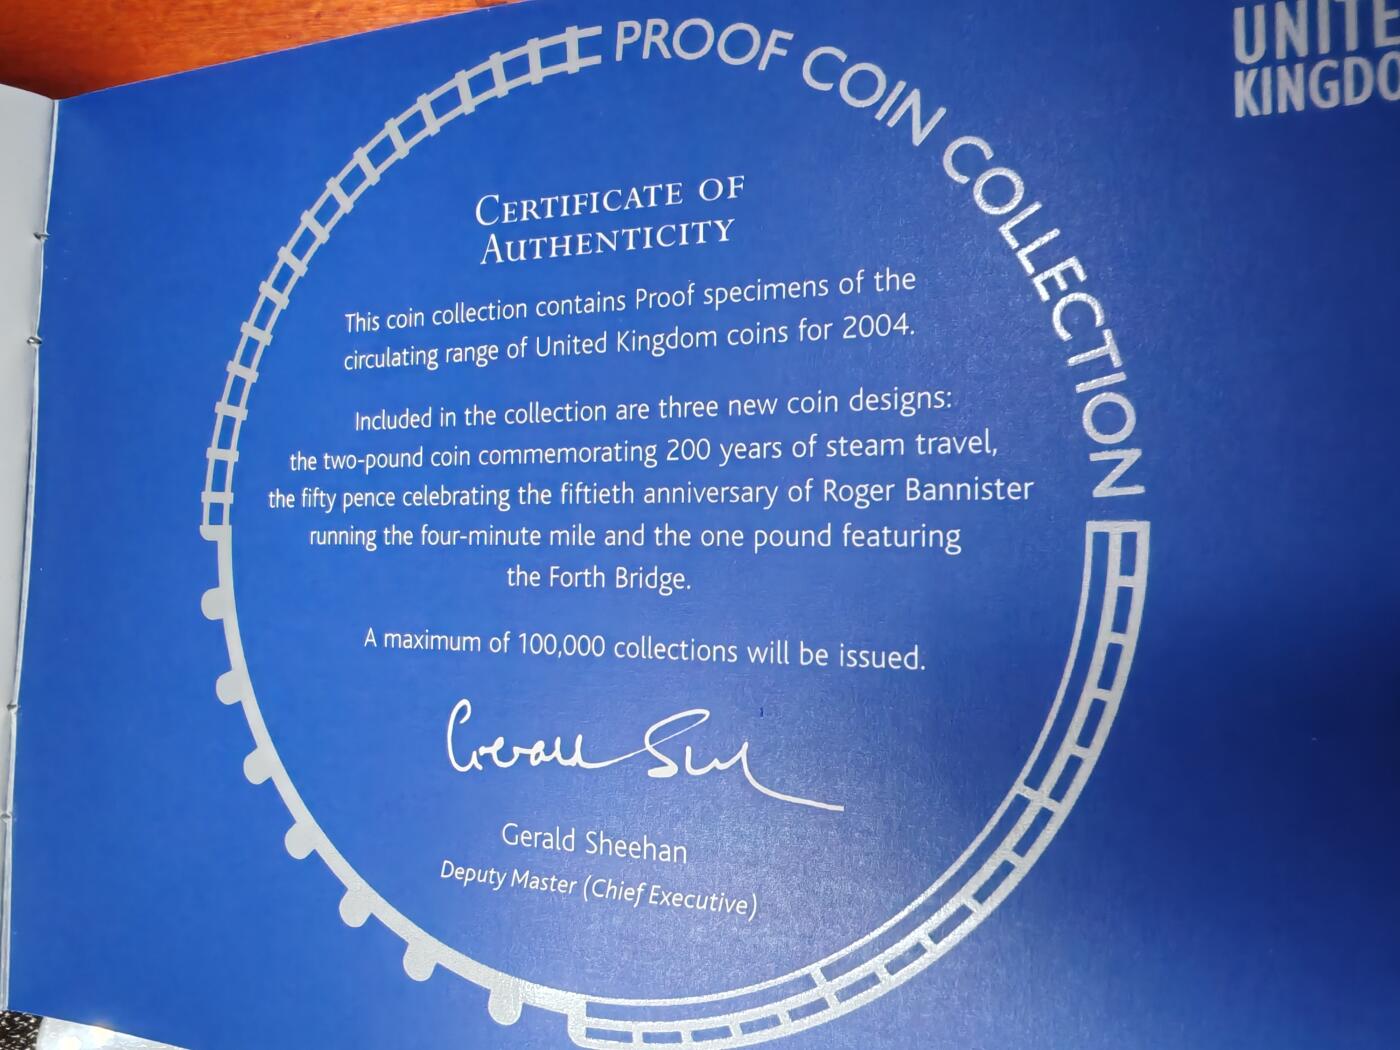 PROOF COIN COLLECTION
UNITE
KINGDO
CERTIFICATE OF
AUTHENTICITY
This coin collection contains Proof specimens of the
circulating range of United Kingdom coins for 2004.
Included in the collection are three new coin designs:
the two-pound coin commemorating 200 years of steam travel,
the fifty pence celebrating the fiftieth anniversary of Roger Bannister
running the four-minute mile and the one pound featuring
the Forth Bridge.
A maximum of 100,000 collections will be issued.
Gerald Sheehan
Deputy Master (Chief Executive)